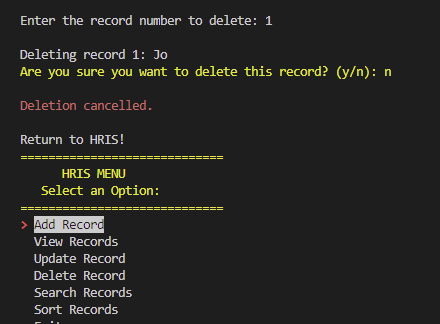 Enter the record number to delete: 1
Deleting record 1: Jo
Are you sure you want to delete this record? (y/n): n
Deletion cancelled.
Return to HRIS!
=============================
HRIS MENU
Select an Option:
=============================
> Add Record
View Records
Update Record
Delete Record
Search Records
Sort Records